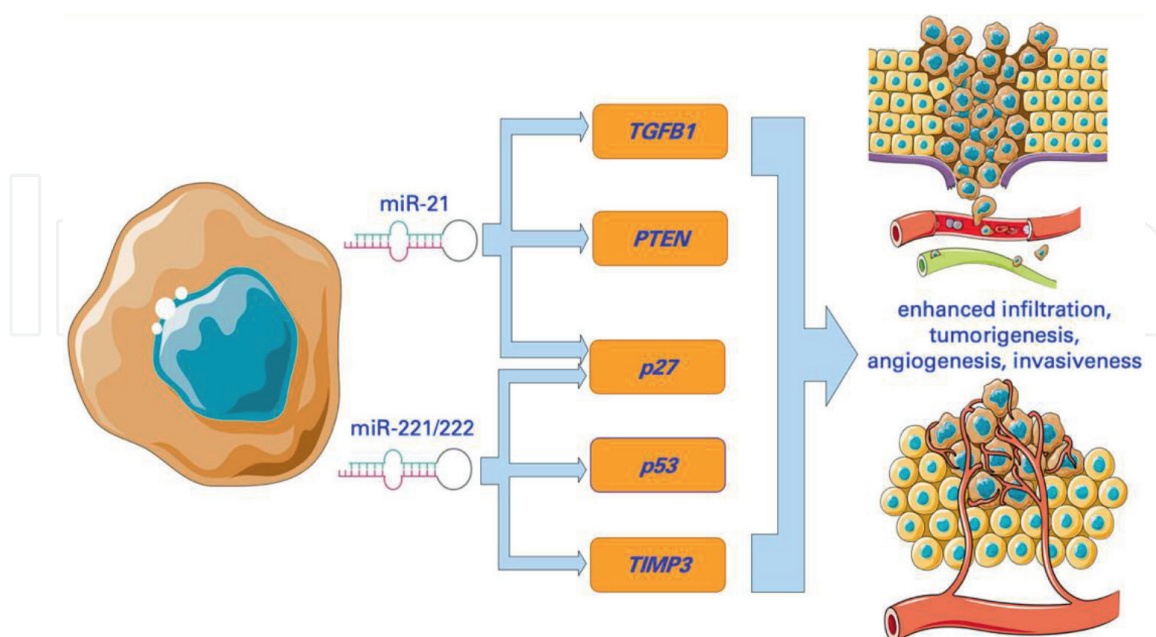 miR-21
miR-221/222
TGFB1
PTEN
p27
p53
TIMP3
enhanced infiltration,
tumorigenesis,
angiogenesis, invasiveness